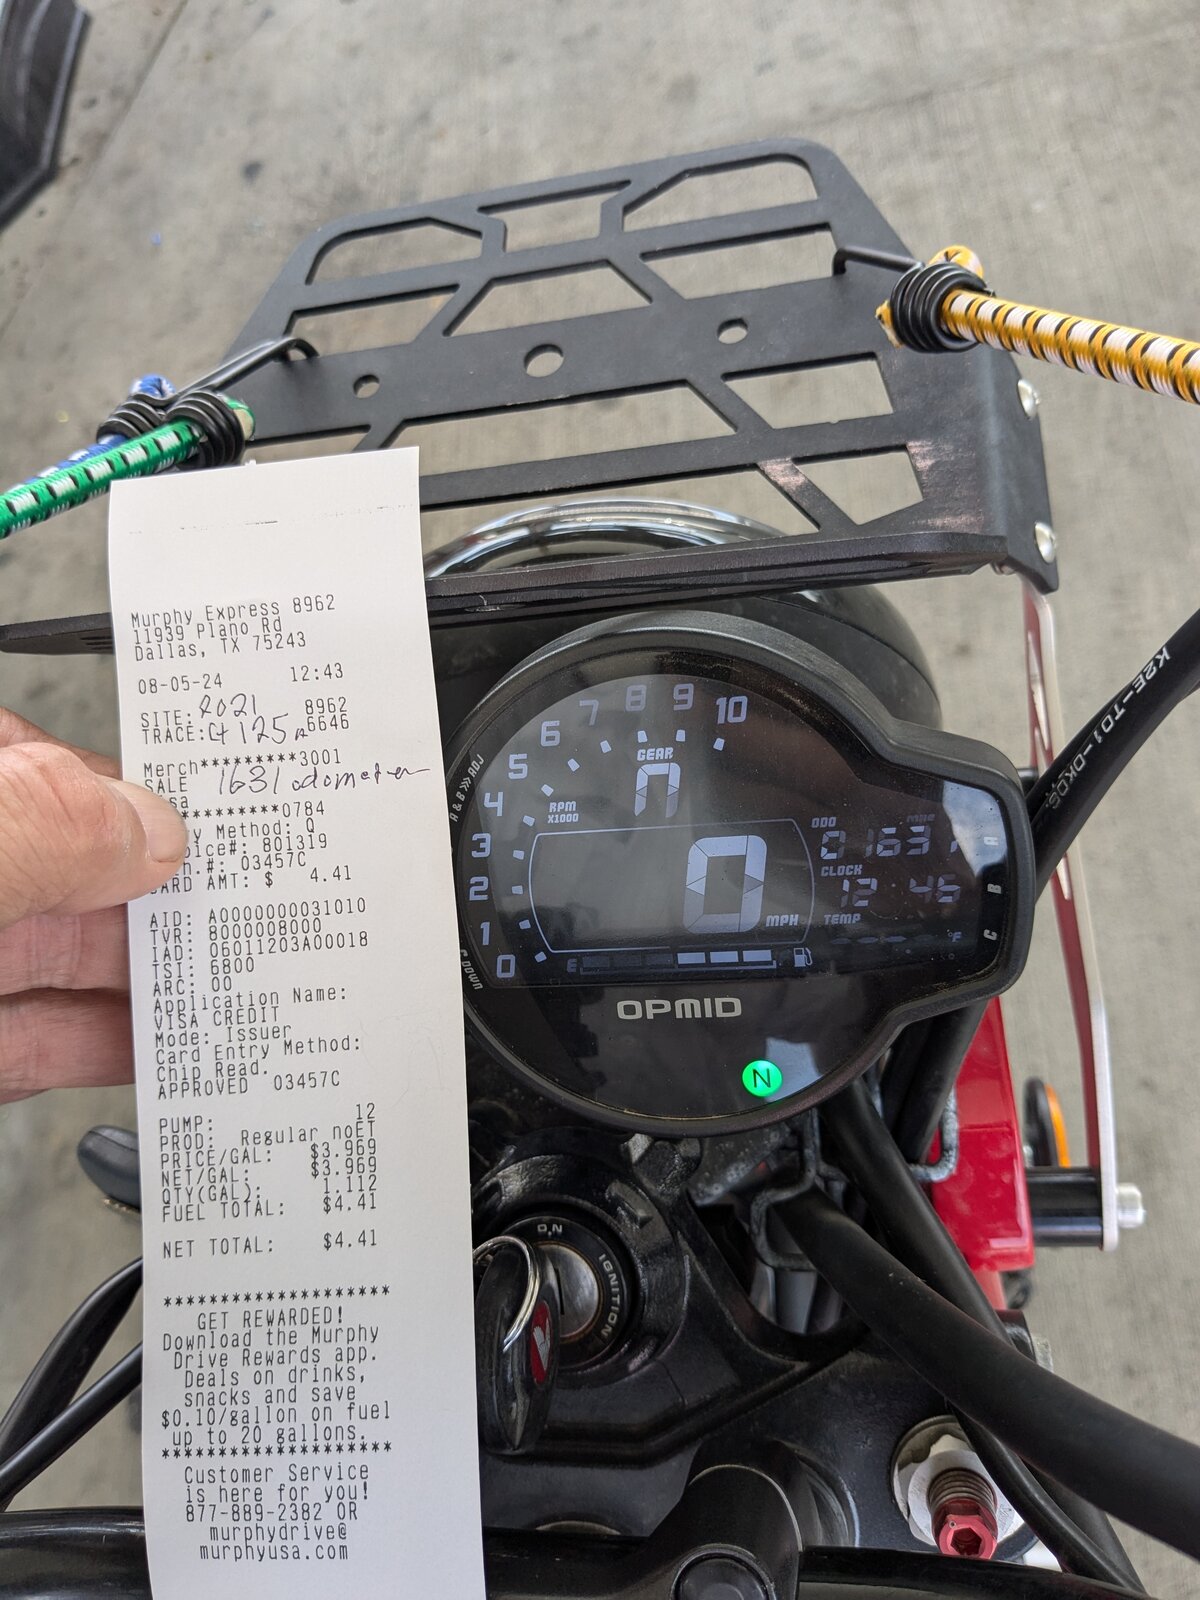 Murphy Express 8962
11939 Plano Rd
Dallas, TX 75243
08-05-24 12:43
SITE: 2021 8962
TRACE: 6646
Merch*********3001
SALE 1631 odometer
*********0784
Method: Q
801319
03457C
ARD AMT: $ 4.41
AID: A0000000031010
TVR: 8000008000
IAD: 06011203A00018
TSI: 6800
ARC: 00
Application Name:
VISA CREDIT
Mode: Issuer
Card Entry Method:
Chip Read.
APPROVED 03457C
PUMP: 12
PROD: Regular noET
PRICE/GAL: $3.969
NET/GAL: $3.969
QTY(GAL): 1.112
FUEL TOTAL: $4.41
NET TOTAL: $4.41
********************
GET REWARDED!
Download the Murphy
Drive Rewards app.
Deals on drinks,
snacks and save
$0.10/gallon on fuel
up to 20 gallons.
********************
Customer Service
is here for you!
877-889-2382 OR
murphydrive@
murphyusa.com
0 1 2 3 4 5 6 7 8 9 10
RPM
X1000
GEAR
n
0
MPH
ODO mile
01631
CLOCK
12:45
TEMP
°F
E
A & B >>> ADJ
C DOWN
A
B
C
OPMID
N
ON
IGNITION